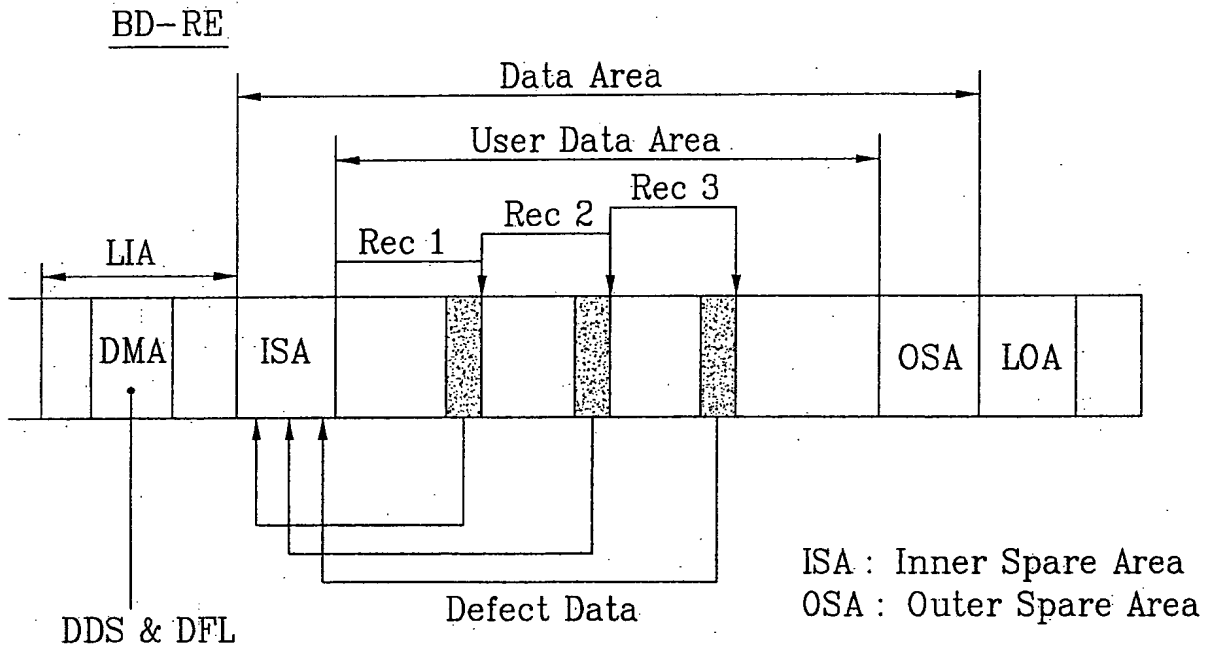 BD-RE
Data Area
User Data Area
Rec 3
Rec 2
Rec 1
LIA
DMA
ISA
OSA
LOA
ISA : Inner Spare Area
Defect Data
OSA : Outer Spare Area
DDS & DFL